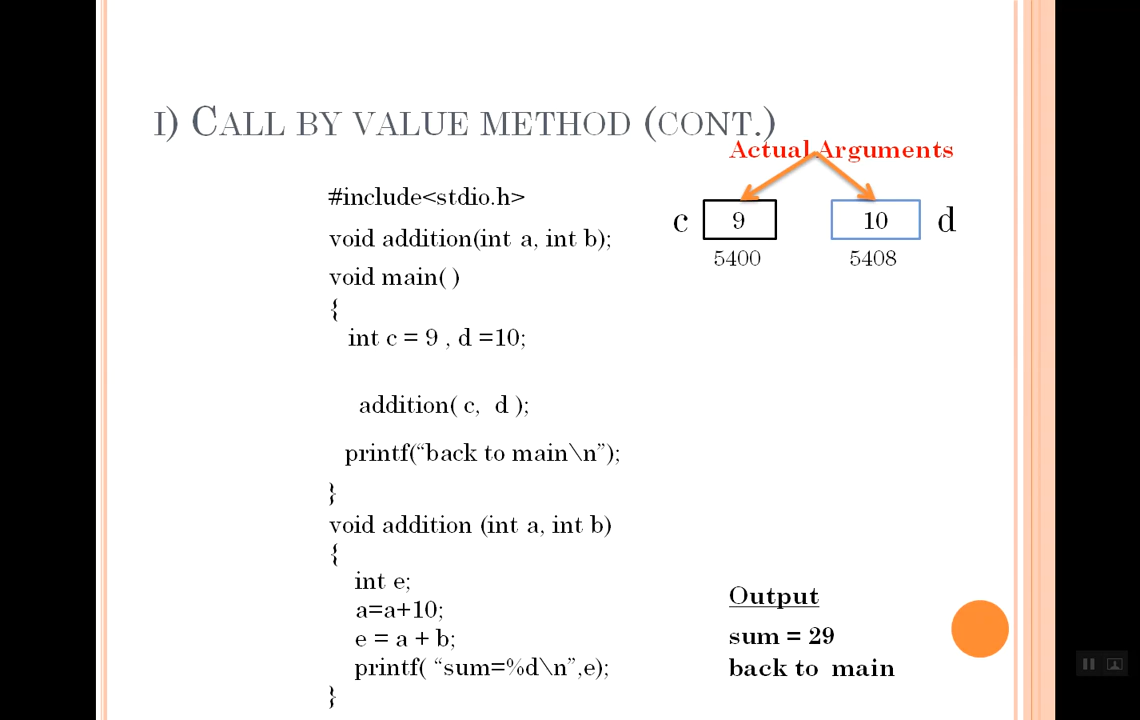 I) CALL BY VALUE METHOD (CONT.)
Actual Arguments
#include<stdio.h>
c 9 10 d
void addition(int a, int b);
5400 5408
void main( )
{
int c = 9 , d =10;
addition( c, d );
printf(“back to main\n”);
}
void addition (int a, int b)
{
int e;
a=a+10;
e = a + b;
printf( “sum=%d\n”,e);
}
Output
sum = 29
back to main